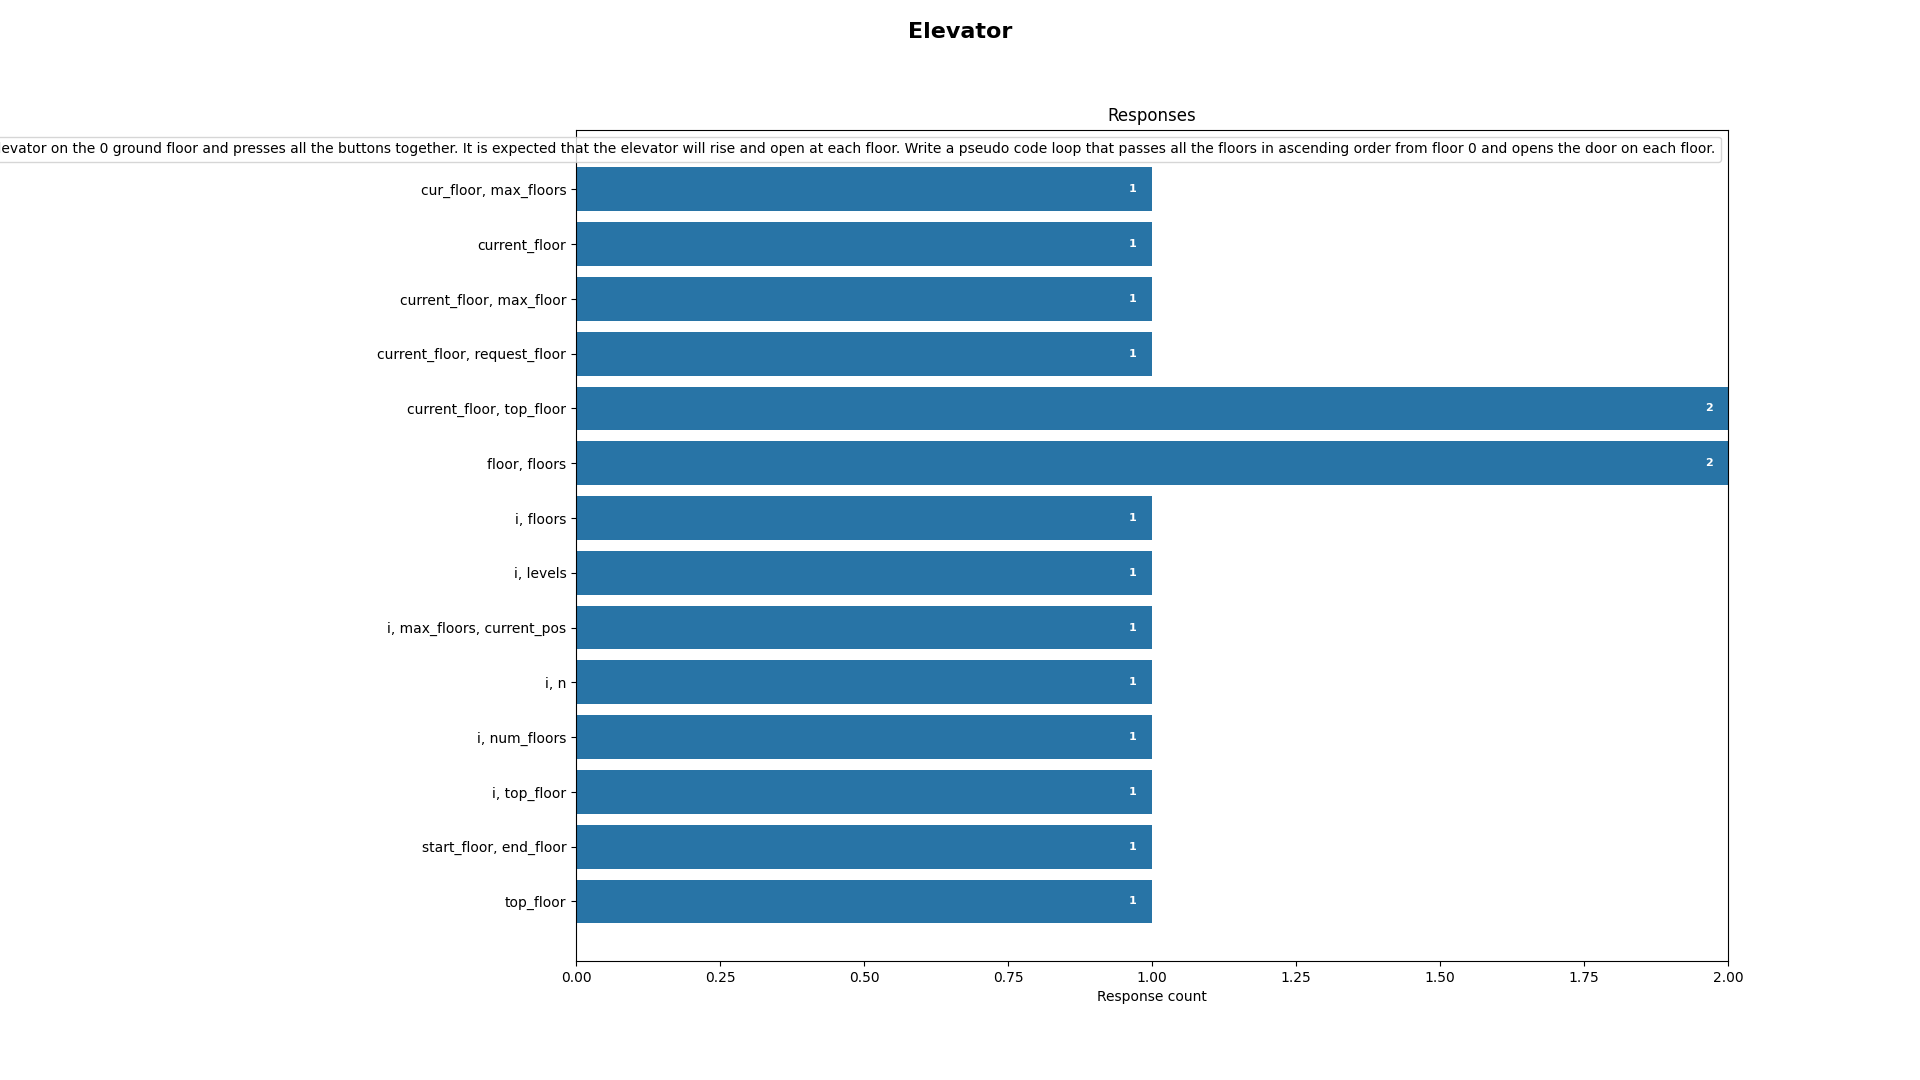 Elevator
Responses
evator on the 0 ground floor and presses all the buttons together. It is expected that the elevator will rise and open at each floor. Write a pseudo code loop that passes all the floors in ascending order from floor 0 and opens the door on each floor.
cur_floor, max_floors 1
current_floor 1
current_floor, max_floor 1
current_floor, request_floor 1
current_floor, top_floor 2
floor, floors 2
i, floors 1
i, levels 1
i, max_floors, current_pos 1
i, n 1
i, num_floors 1
i, top_floor 1
start_floor, end_floor 1
top_floor 1
0.00 0.25 0.50 0.75 1.00 1.25 1.50 1.75 2.00
Response count